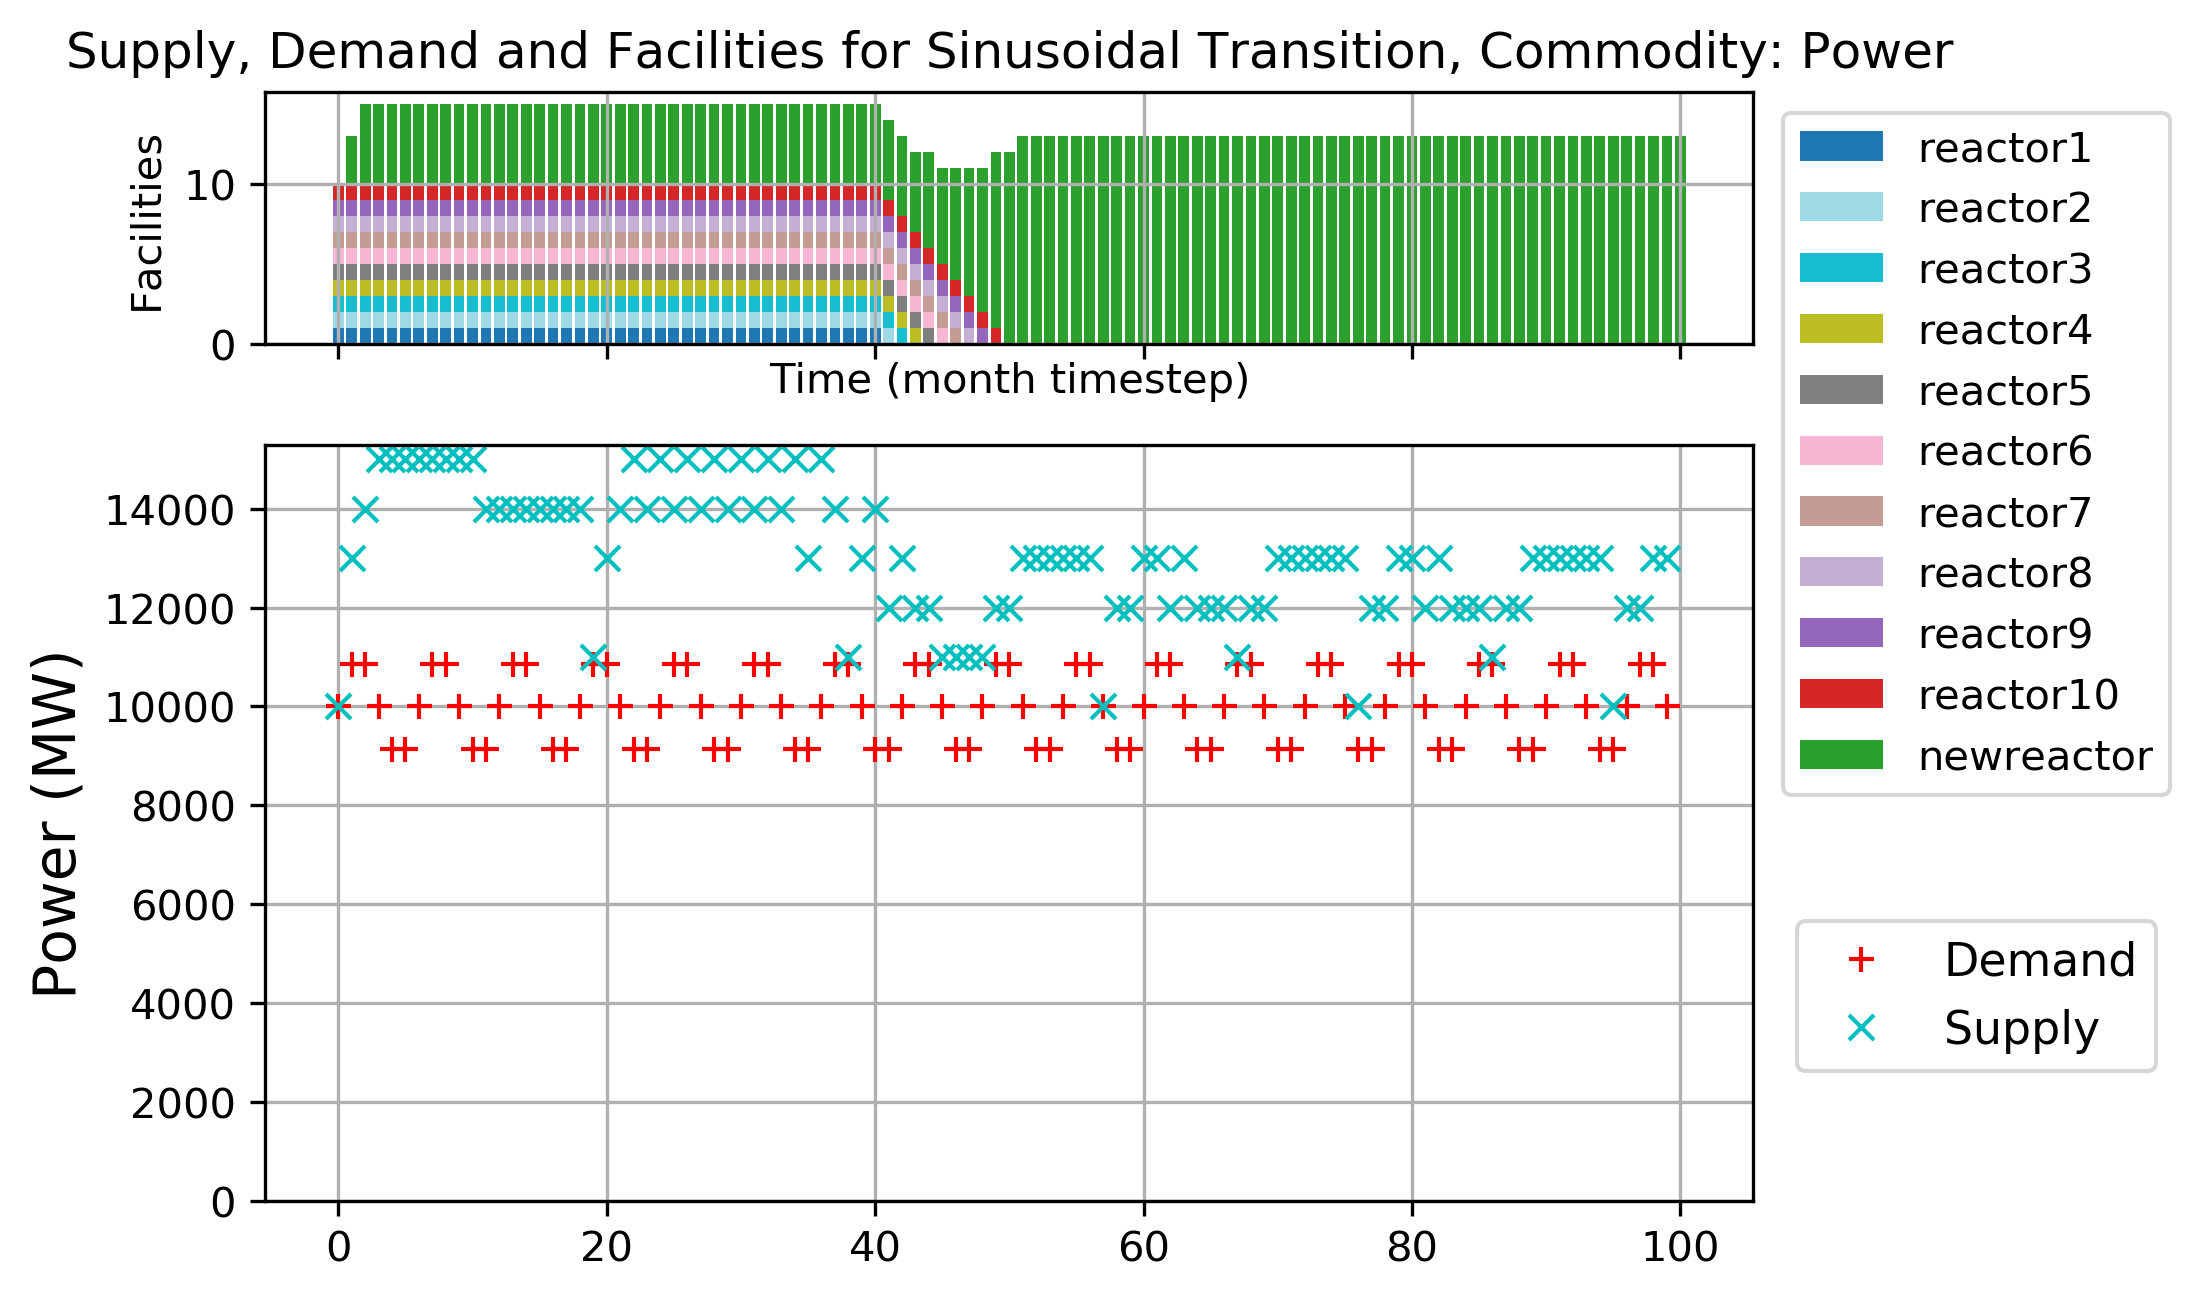 Supply, Demand and Facilities for Sinusoidal Transition, Commodity: Power
Facilities
10
0
Time (month timestep)
reactor1
reactor2
reactor3
reactor4
reactor5
reactor6
reactor7
reactor8
reactor9
reactor10
newreactor
Power (MW)
14000
12000
10000
8000
6000
4000
2000
0
0 20 40 60 80 100
Demand
Supply